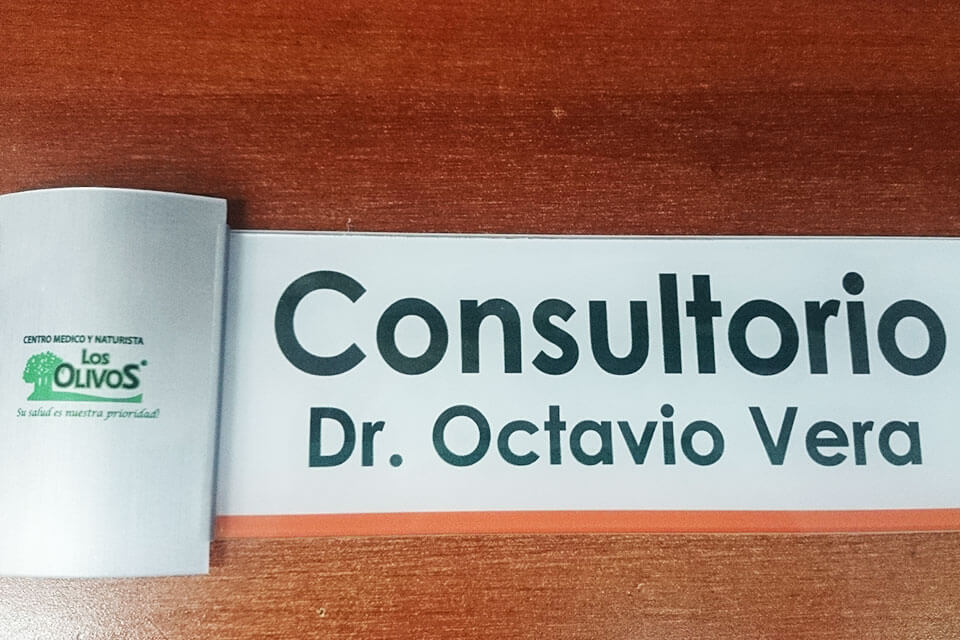 CENTRO MEDICO Y NATURISTA
Los
OLIVOS
Su salud es nuestra prioridad!
Consultorio
Dr. Octavio Vera